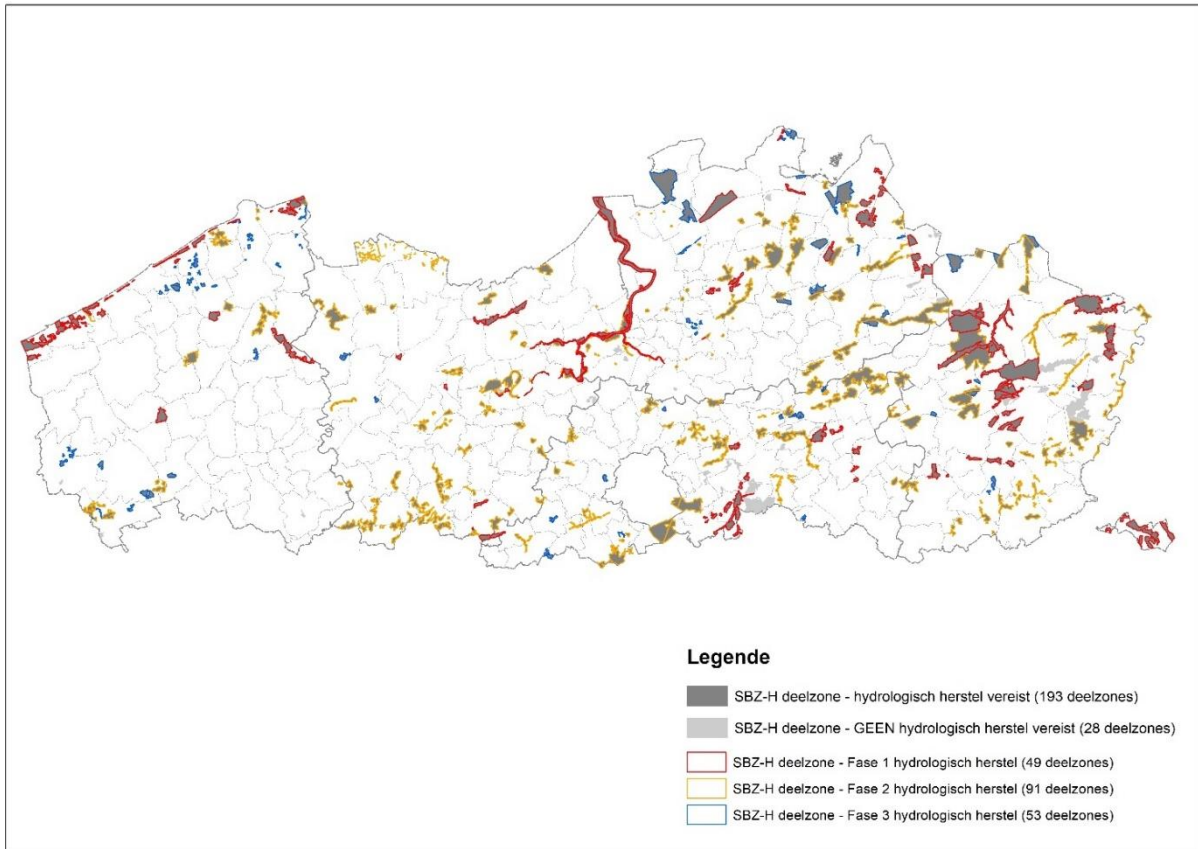 Legende
SBZ-H deelzone - hydrologisch herstel vereist (193 deelzones)
SBZ-H deelzone - GEEN hydrologisch herstel vereist (28 deelzones)
SBZ-H deelzone - Fase 1 hydrologisch herstel (49 deelzones)
SBZ-H deelzone - Fase 2 hydrologisch herstel (91 deelzones)
SBZ-H deelzone - Fase 3 hydrologisch herstel (53 deelzones)